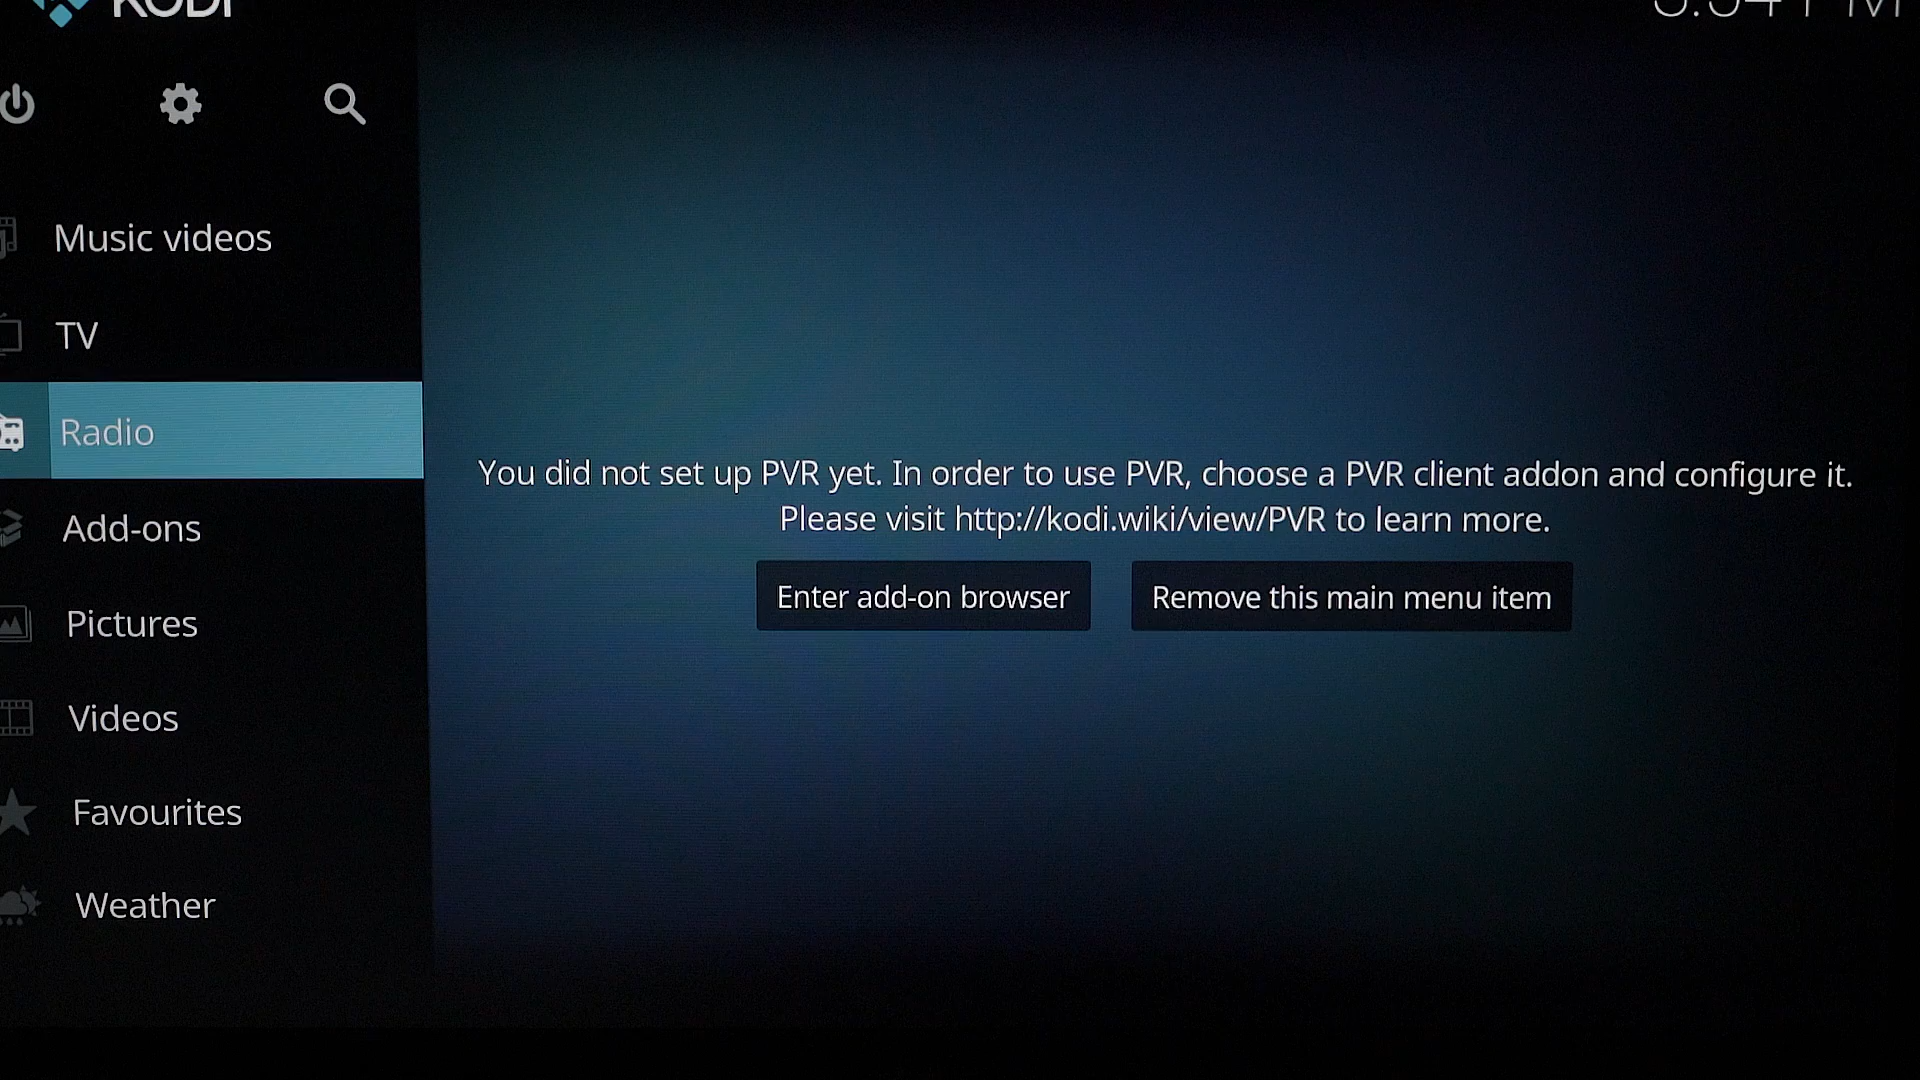 KODI
Music videos
TV
Radio
Add-ons
Pictures
Videos
Favourites
Weather
You did not set up PVR yet. In order to use PVR, choose a PVR client addon and configure it.
Please visit http://kodi.wiki/view/PVR to learn more.
Enter add-on browser
Remove this main menu item